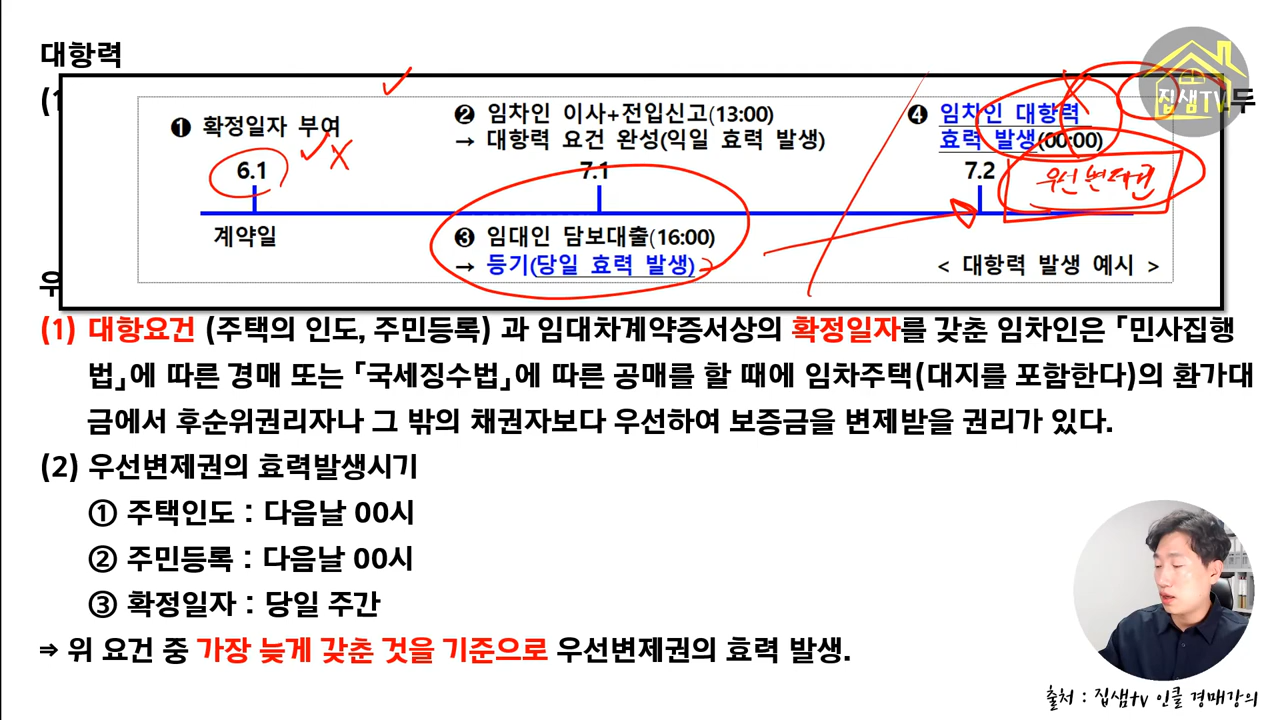 대항력
(1
두
집샘TV
❶ 확정일자 부여
❷ 임차인 이사+전입신고(13:00)
→ 대항력 요건 완성(익일 효력 발생)
❹ 임차인 대항력
효력 발생(00:00)
6.1
7.1
7.2
우선변제권
계약일
❸ 임대인 담보대출(16:00)
→ 등기(당일 효력 발생)
< 대항력 발생 예시 >
우
(1) 대항요건 (주택의 인도, 주민등록) 과 임대차계약증서상의 확정일자를 갖춘 임차인은 「민사집행
법」에 따른 경매 또는 「국세징수법」에 따른 공매를 할 때에 임차주택(대지를 포함한다)의 환가대
금에서 후순위권리자나 그 밖의 채권자보다 우선하여 보증금을 변제받을 권리가 있다.
(2) 우선변제권의 효력발생시기
① 주택인도 : 다음날 00시
② 주민등록 : 다음날 00시
③ 확정일자 : 당일 주간
⇒ 위 요건 중 가장 늦게 갖춘 것을 기준으로 우선변제권의 효력 발생.
출처 : 집샘tv 인클 경매강의